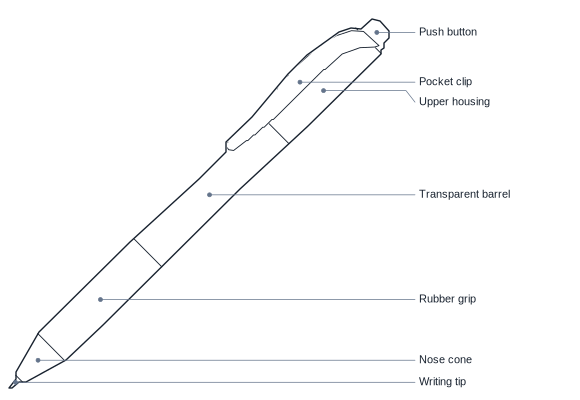 Push button
Pocket clip
Upper housing
Transparent barrel
Rubber grip
Nose cone
Writing tip